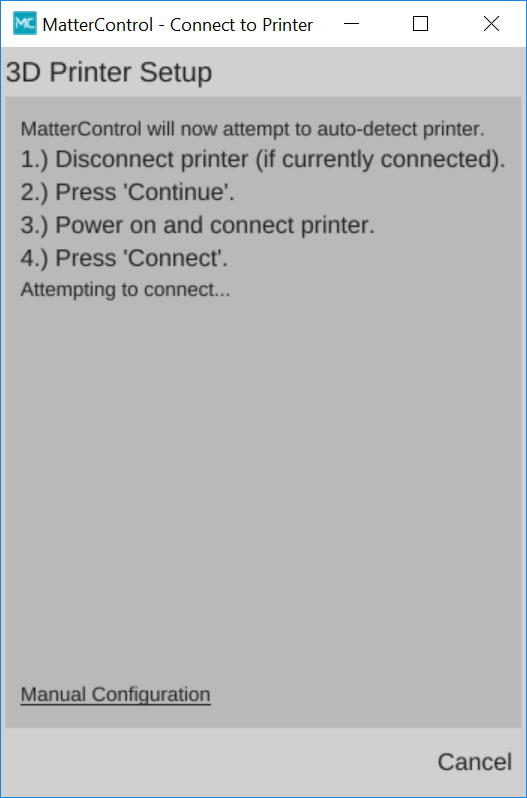 MC MatterControl - Connect to Printer
3D Printer Setup
MatterControl will now attempt to auto-detect printer.
1.) Disconnect printer (if currently connected).
2.) Press 'Continue'.
3.) Power on and connect printer.
4.) Press 'Connect'.
Attempting to connect...
Manual Configuration
Cancel